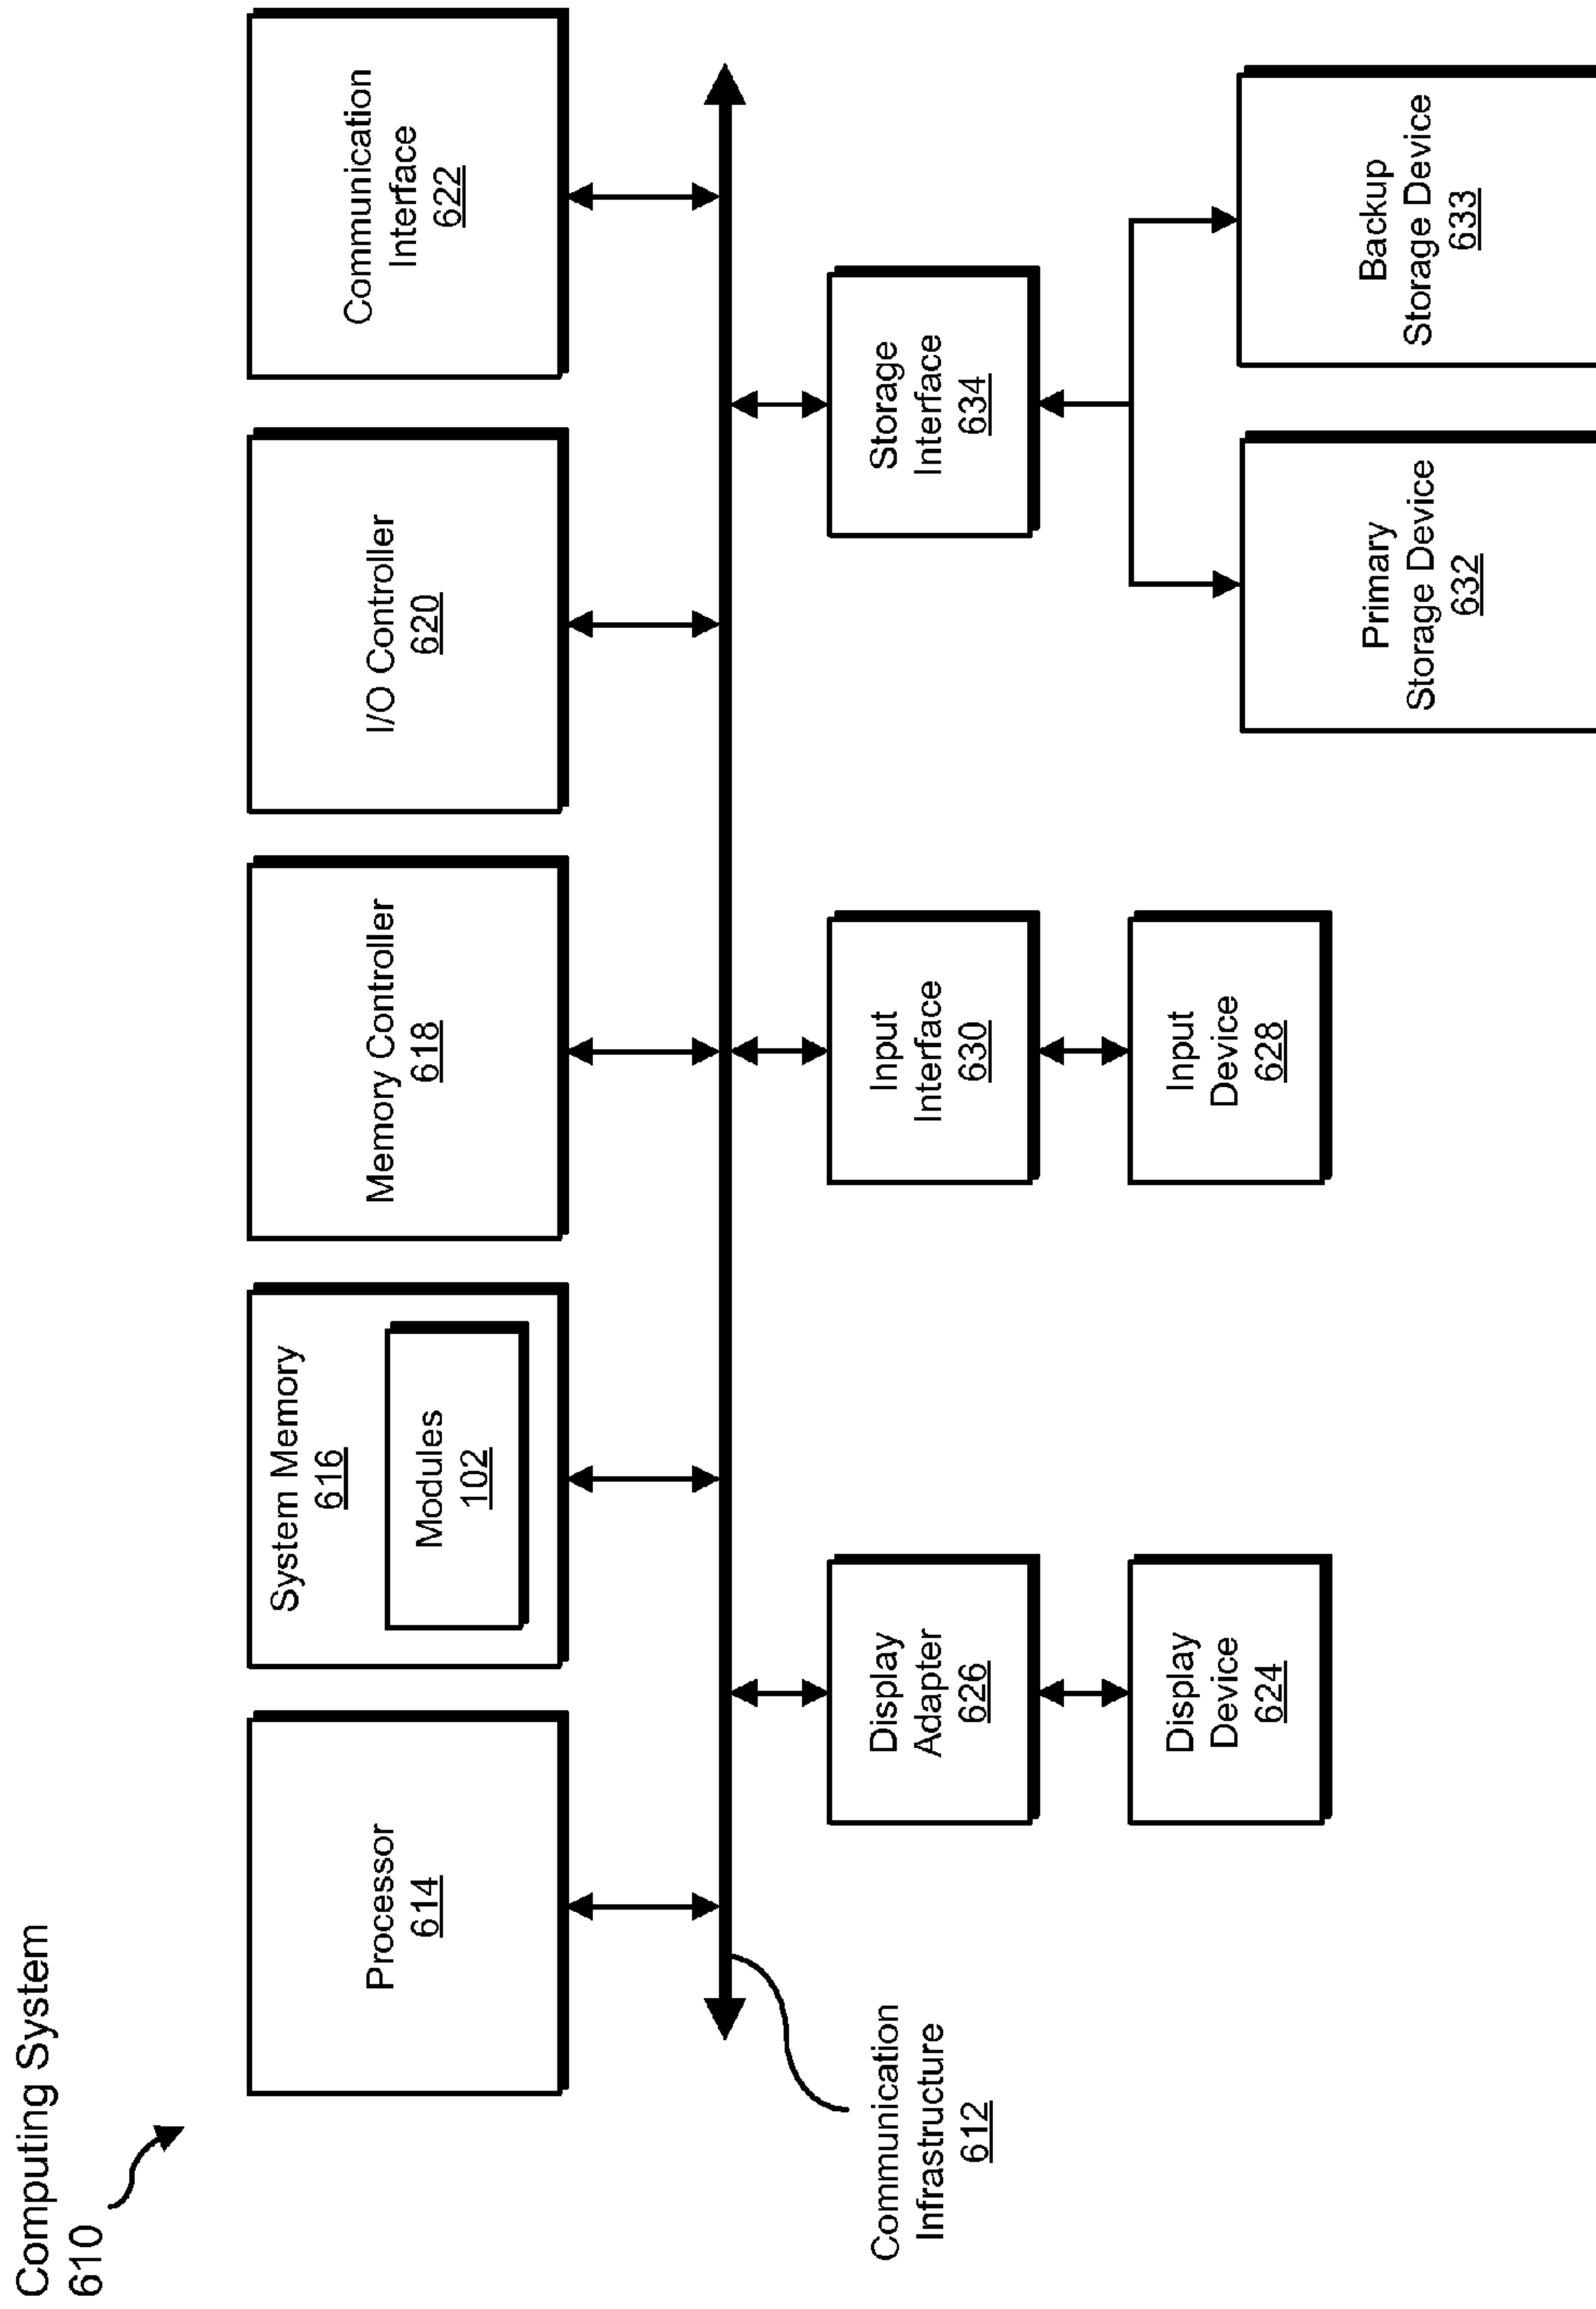 Computing System
610
Processor
614
System Memory
616
Modules
102
Memory Controller
618
I/O Controller
620
Communication
Interface
622
Communication
Infrastructure
612
Display
Adapter
626
Input
Interface
630
Storage
Interface
634
Display
Device
624
Input
Device
628
Primary
Storage Device
632
Backup
Storage Device
633